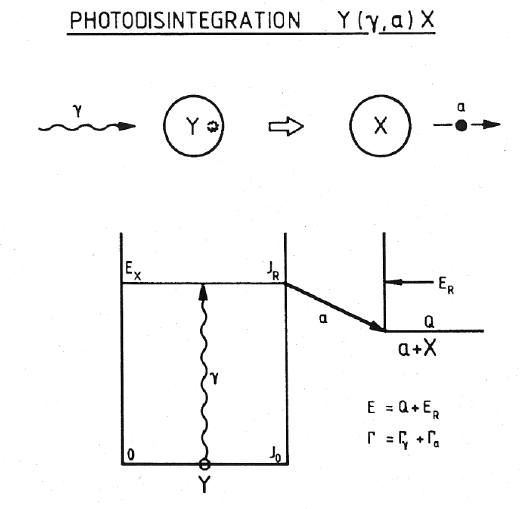 PHOTODISINTEGRATION Y(γ,a)X
γ
Y
X
a
E_X
J_R
E_R
γ
a
Q
a+X
E = Q + E_R
Γ = Γ_γ + Γ_a
0
J_0
Y